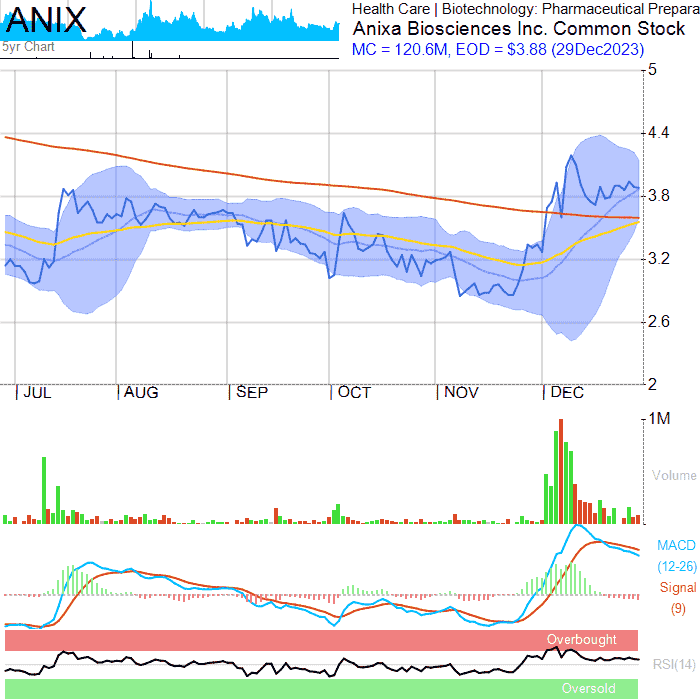 ANIX
5yr Chart
Health Care | Biotechnology: Pharmaceutical Prepara
Anixa Biosciences Inc. Common Stock
MC = 120.6M, EOD = $3.88 (29Dec2023)
5
4.4
3.8
3.2
2.6
2
JUL AUG SEP OCT NOV DEC
1M
Volume
MACD
(12-26)
Signal
(9)
Overbought
RSI(14)
Oversold